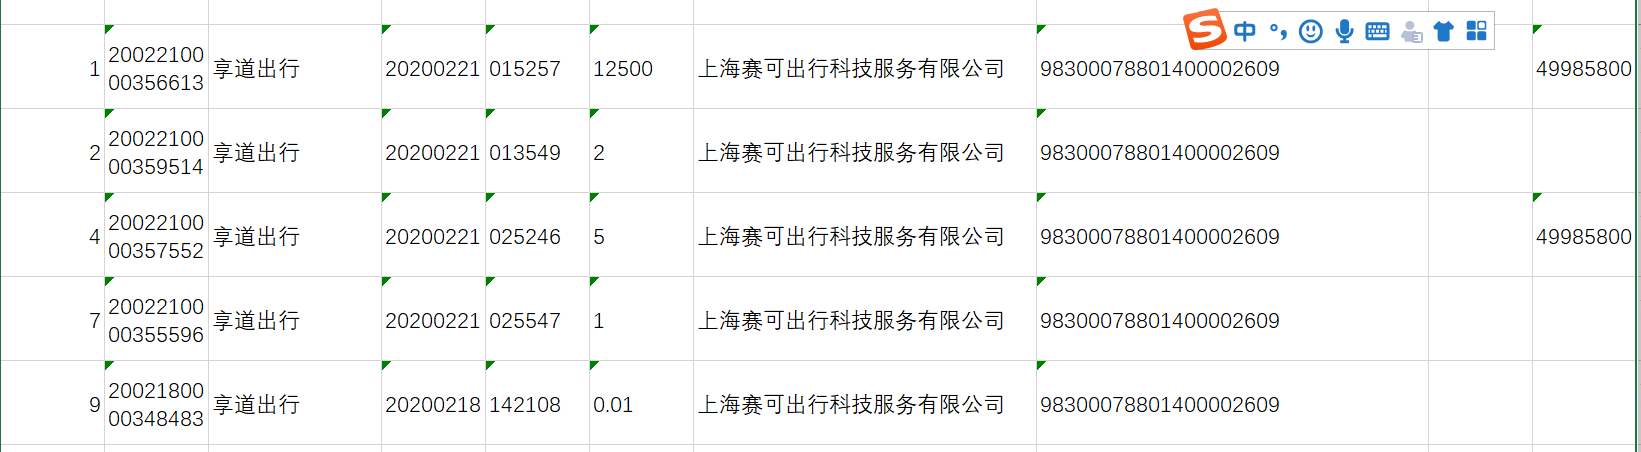 中
1 2002210000356613 享道出行 20200221 015257 12500 上海赛可出行科技服务有限公司 98300078801400002609 49985800
2 2002210000359514 享道出行 20200221 013549 2 上海赛可出行科技服务有限公司 98300078801400002609
4 2002210000357552 享道出行 20200221 025246 5 上海赛可出行科技服务有限公司 98300078801400002609 49985800
7 2002210000355596 享道出行 20200221 025547 1 上海赛可出行科技服务有限公司 98300078801400002609
9 2002180000348483 享道出行 20200218 142108 0.01 上海赛可出行科技服务有限公司 98300078801400002609